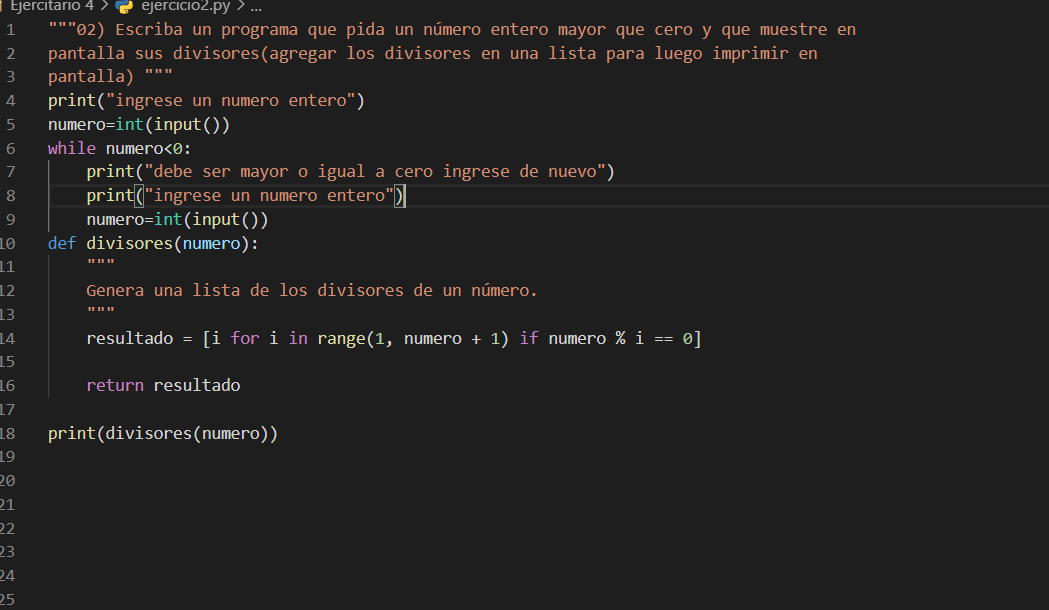 Ejercitario 4 > ejercicio2.py > ...
1 """02) Escriba un programa que pida un número entero mayor que cero y que muestre en
2 pantalla sus divisores(agregar los divisores en una lista para luego imprimir en
3 pantalla) """
4 print("ingrese un numero entero")
5 numero=int(input())
6 while numero<0:
7     print("debe ser mayor o igual a cero ingrese de nuevo")
8     print("ingrese un numero entero")
9     numero=int(input())
10 def divisores(numero):
11     """
12     Genera una lista de los divisores de un número.
13     """
14     resultado = [i for i in range(1, numero + 1) if numero % i == 0]
15
16     return resultado
17
18 print(divisores(numero))
19
20
21
22
23
24
25